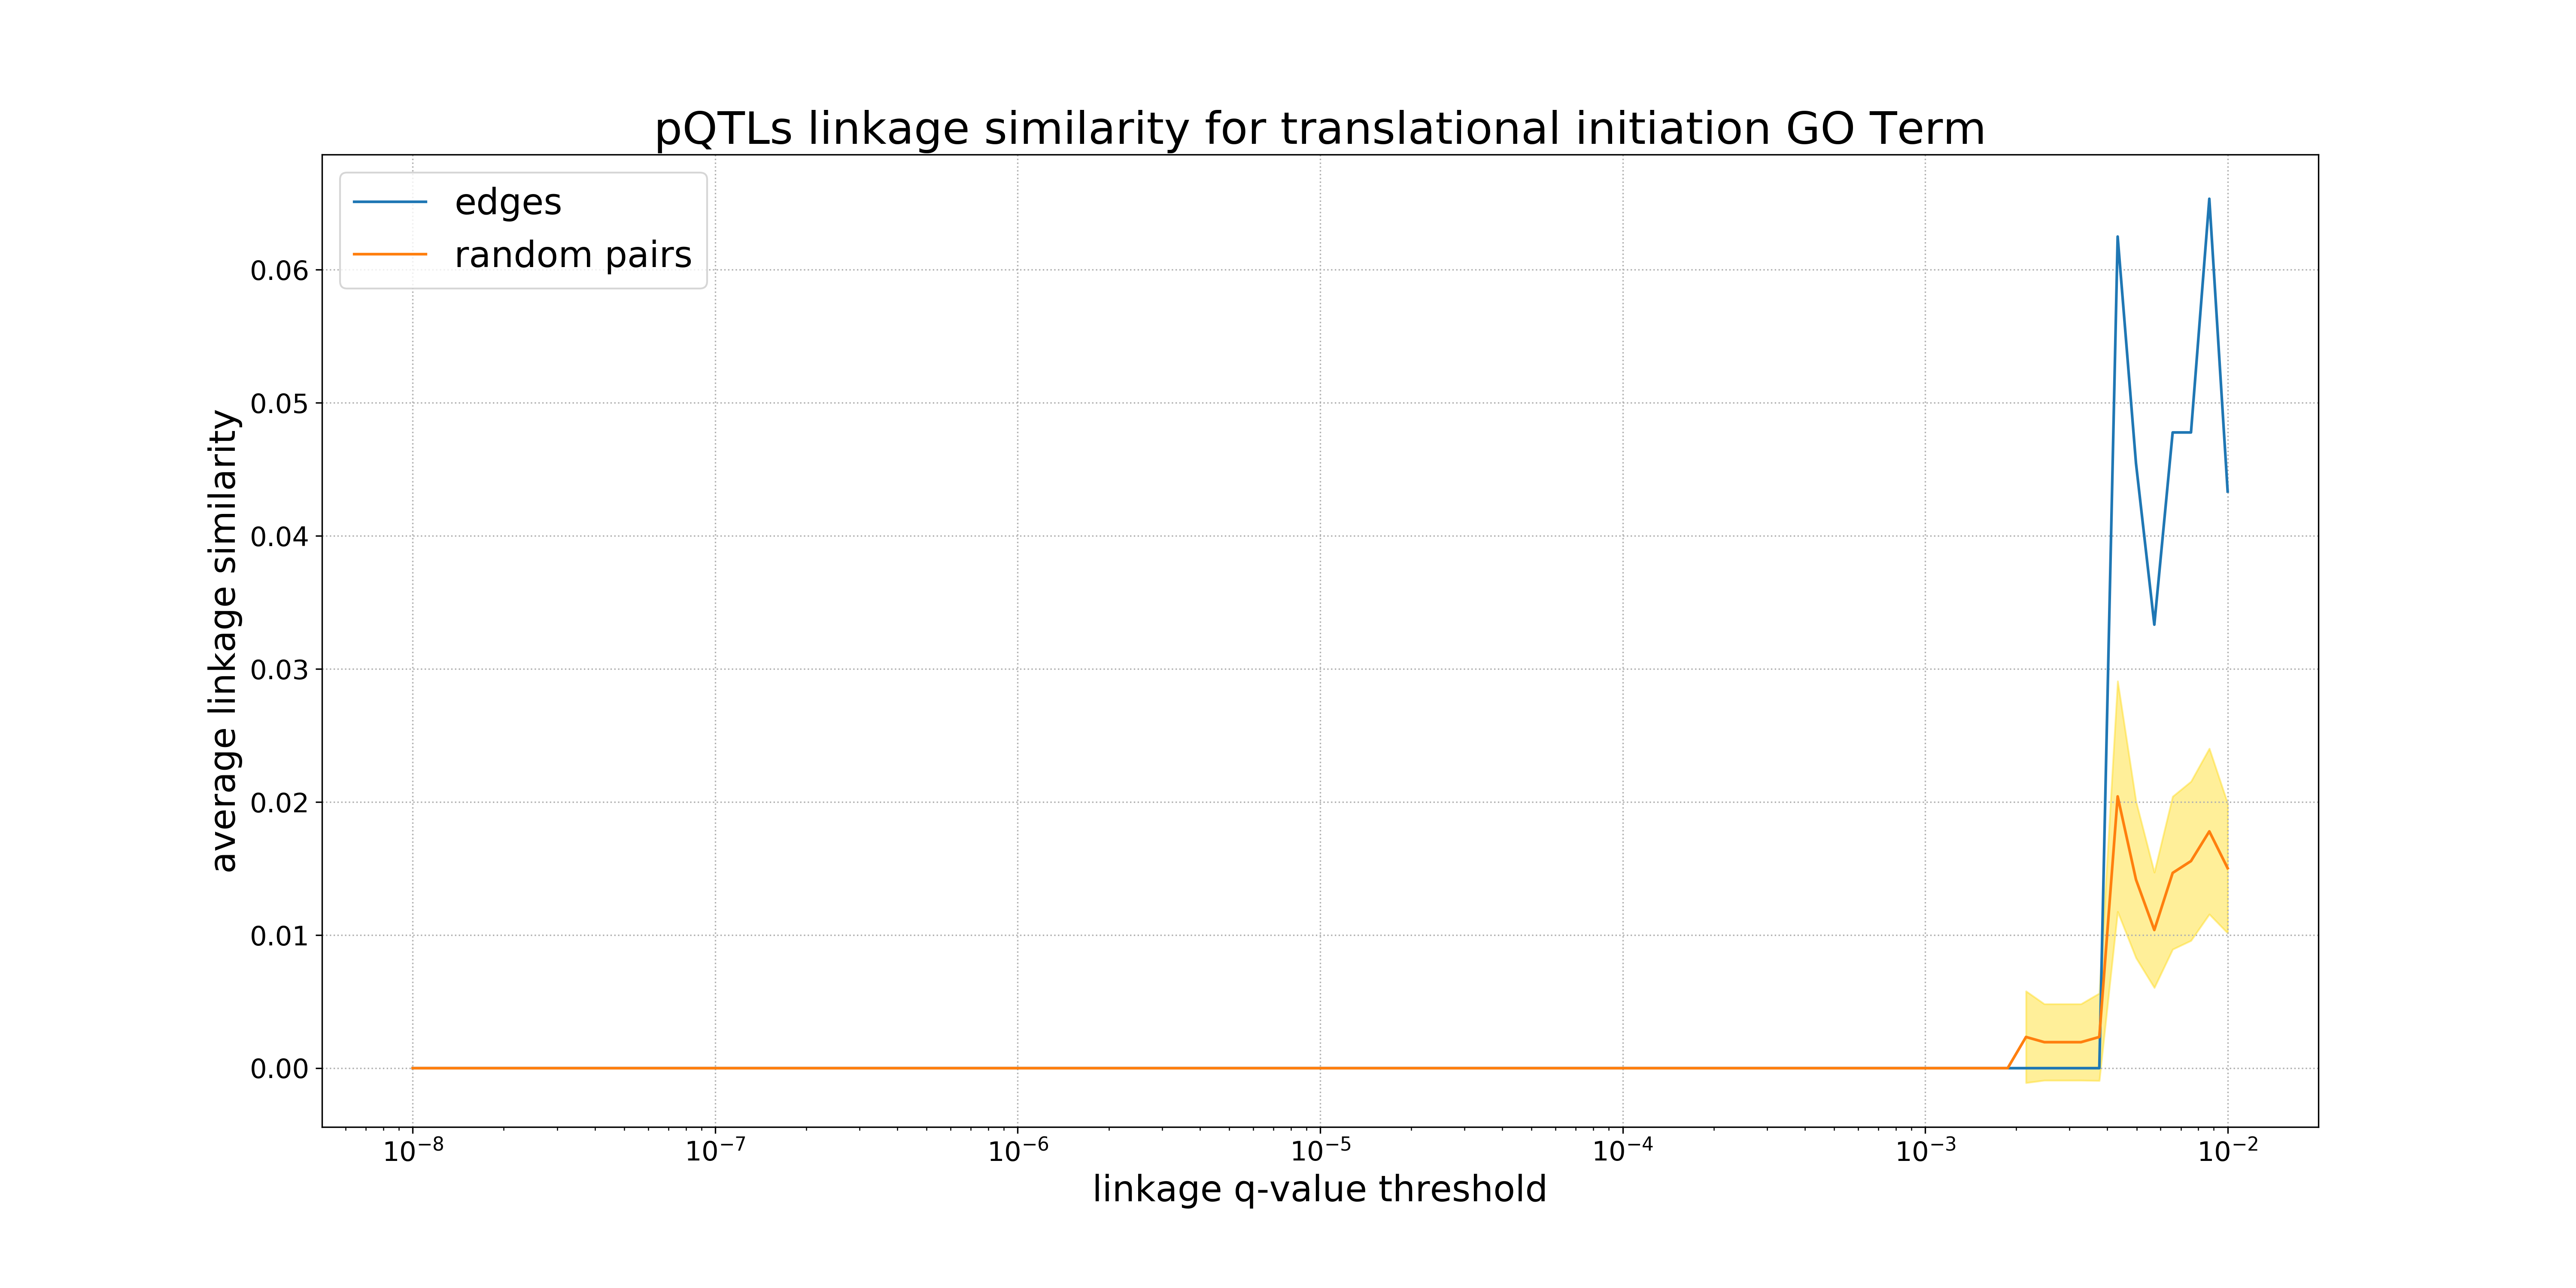 pQTLs linkage similarity for translational initiation GO Term
edges
random pairs
average linkage similarity
0.06
0.05
0.04
0.03
0.02
0.01
0.00
10⁻⁸ 10⁻⁷ 10⁻⁶ 10⁻⁵ 10⁻⁴ 10⁻³ 10⁻²
linkage q-value threshold